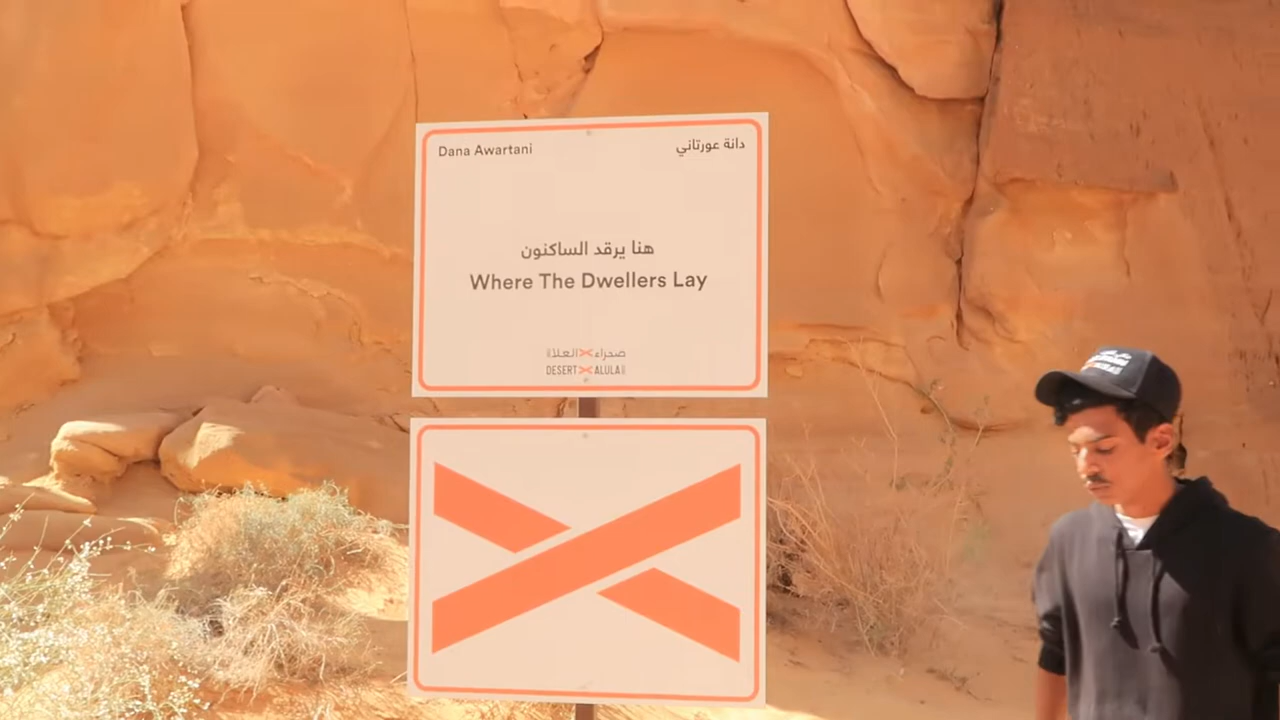 Dana Awartani
دانة عورتاني
هنا يرقد الساكنون
Where The Dwellers Lay
صحراء X العلا
DESERT X ALULA